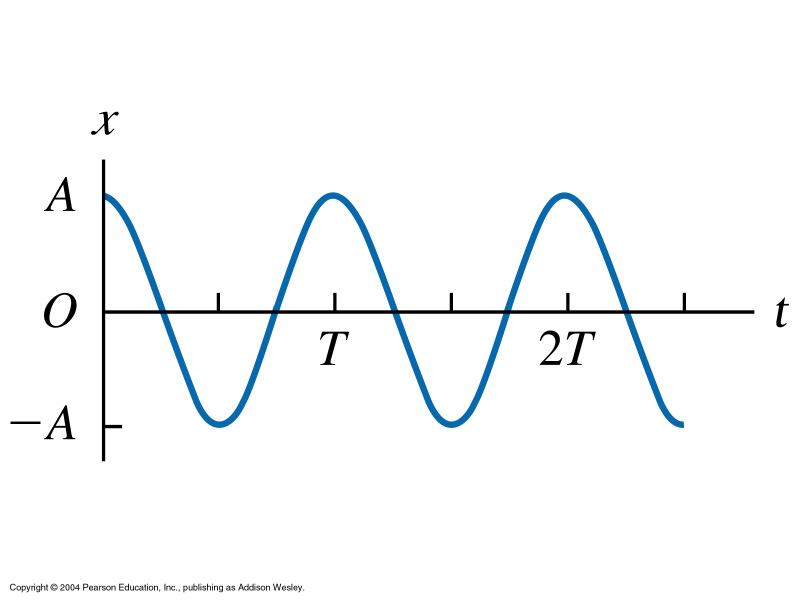 x
A
O
t
T
2T
−A
Copyright © 2004 Pearson Education, Inc., publishing as Addison Wesley.